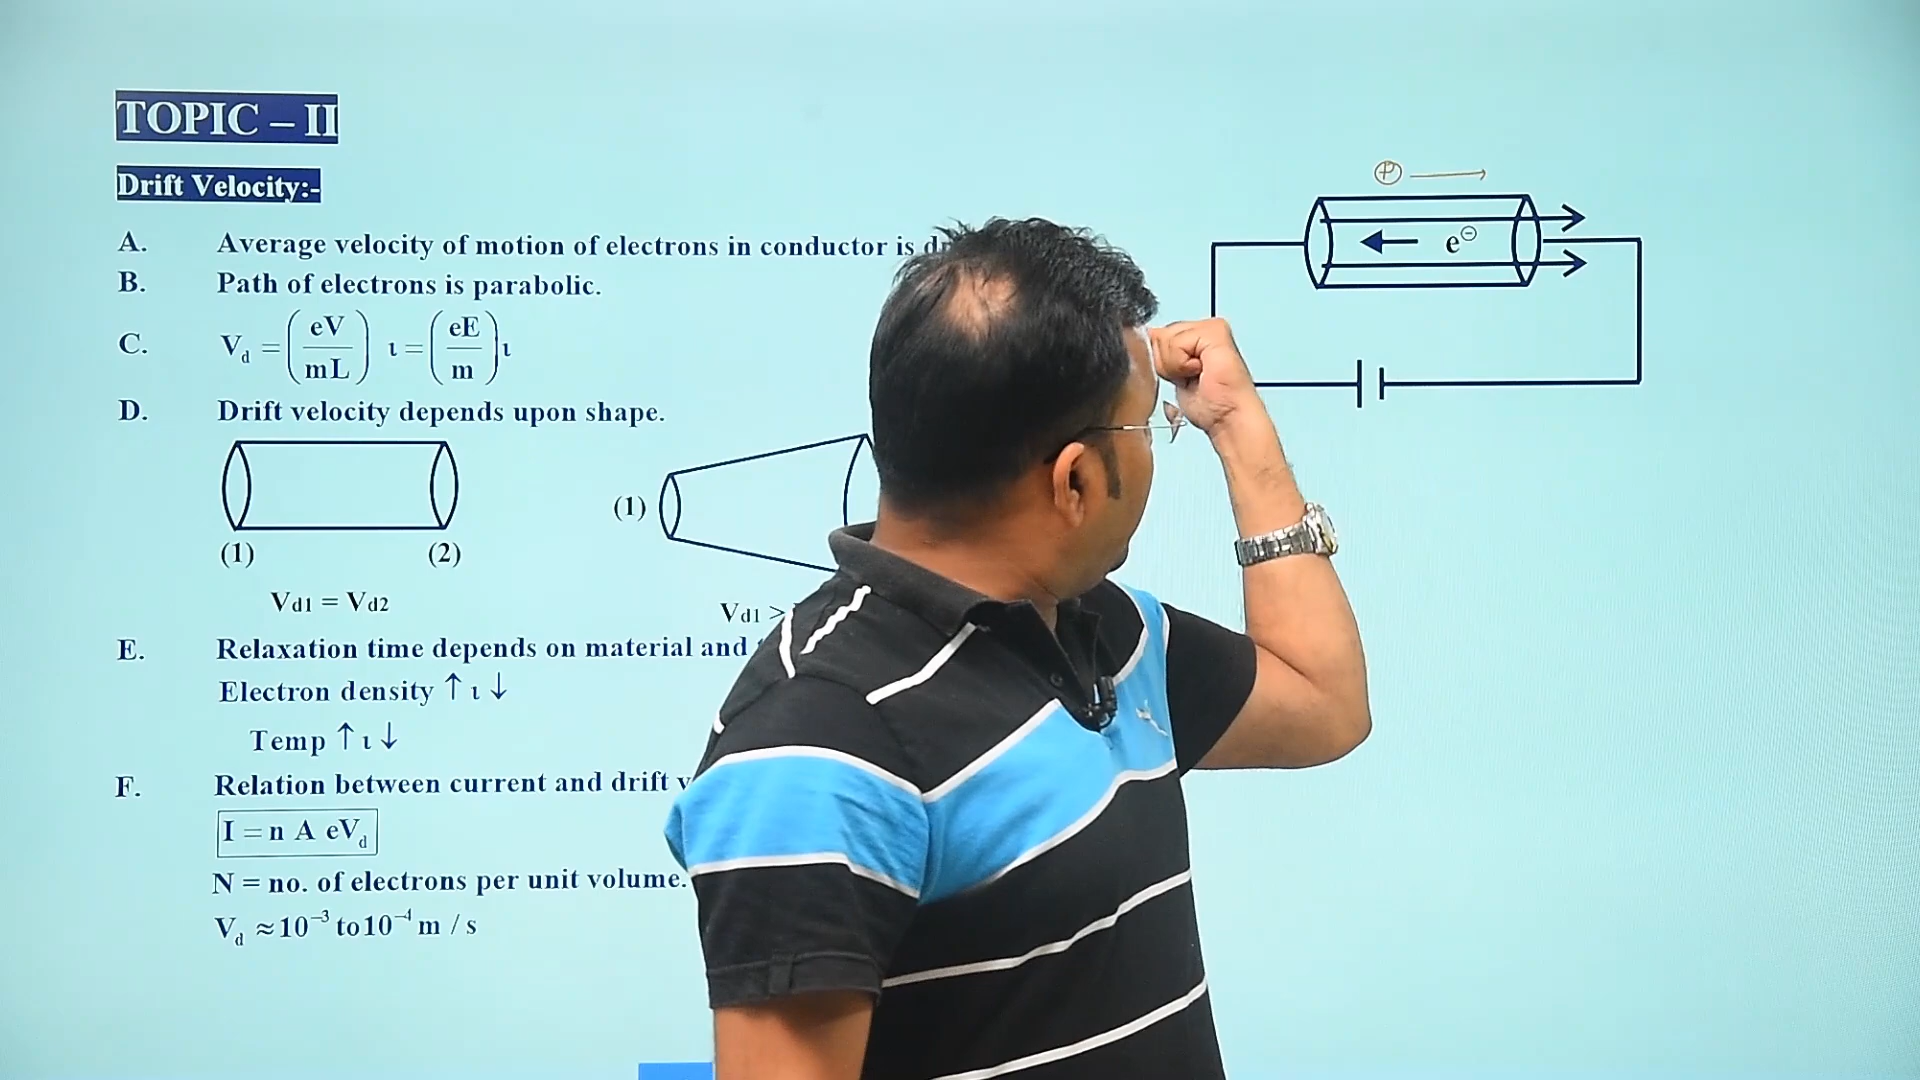 TOPIC – II
Drift Velocity:-
A. Average velocity of motion of electrons in conductor is
B. Path of electrons is parabolic.
C. V_d = (eV/mL) ι = (eE/m) ι
D. Drift velocity depends upon shape.
(1) (2)
V_d1 = V_d2
(1)
V_d1 >
E. Relaxation time depends on material and
Electron density ↑ ι ↓
Temp ↑ ι ↓
F. Relation between current and drift
I = n A eV_d
N = no. of electrons per unit volume.
V_d ≈ 10⁻³ to 10⁻⁴ m / s
⊕ →
e⊖